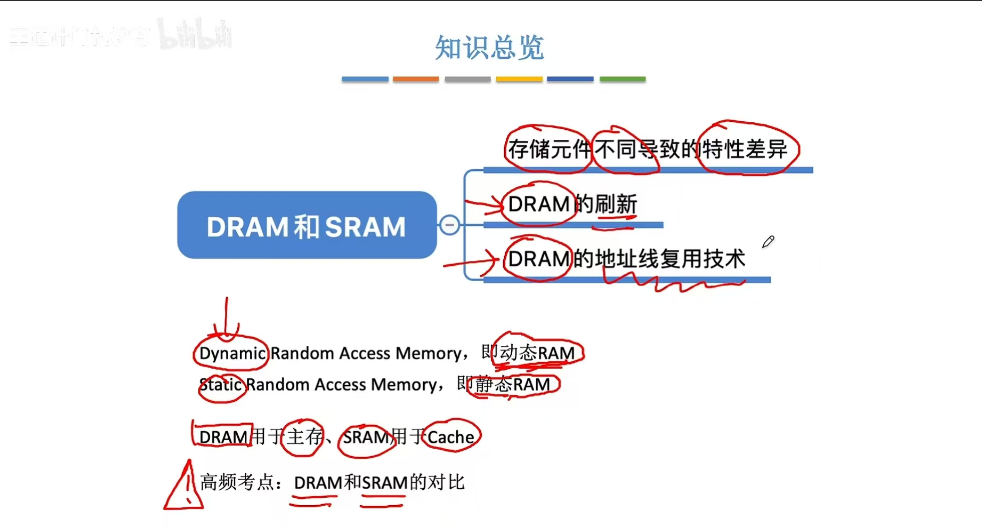 bilibili
知识总览
存储元件不同导致的特性差异
DRAM的刷新
DRAM和SRAM
DRAM的地址线复用技术
Dynamic Random Access Memory，即动态RAM
Static Random Access Memory，即静态RAM
DRAM用于主存、SRAM用于Cache
高频考点：DRAM和SRAM的对比